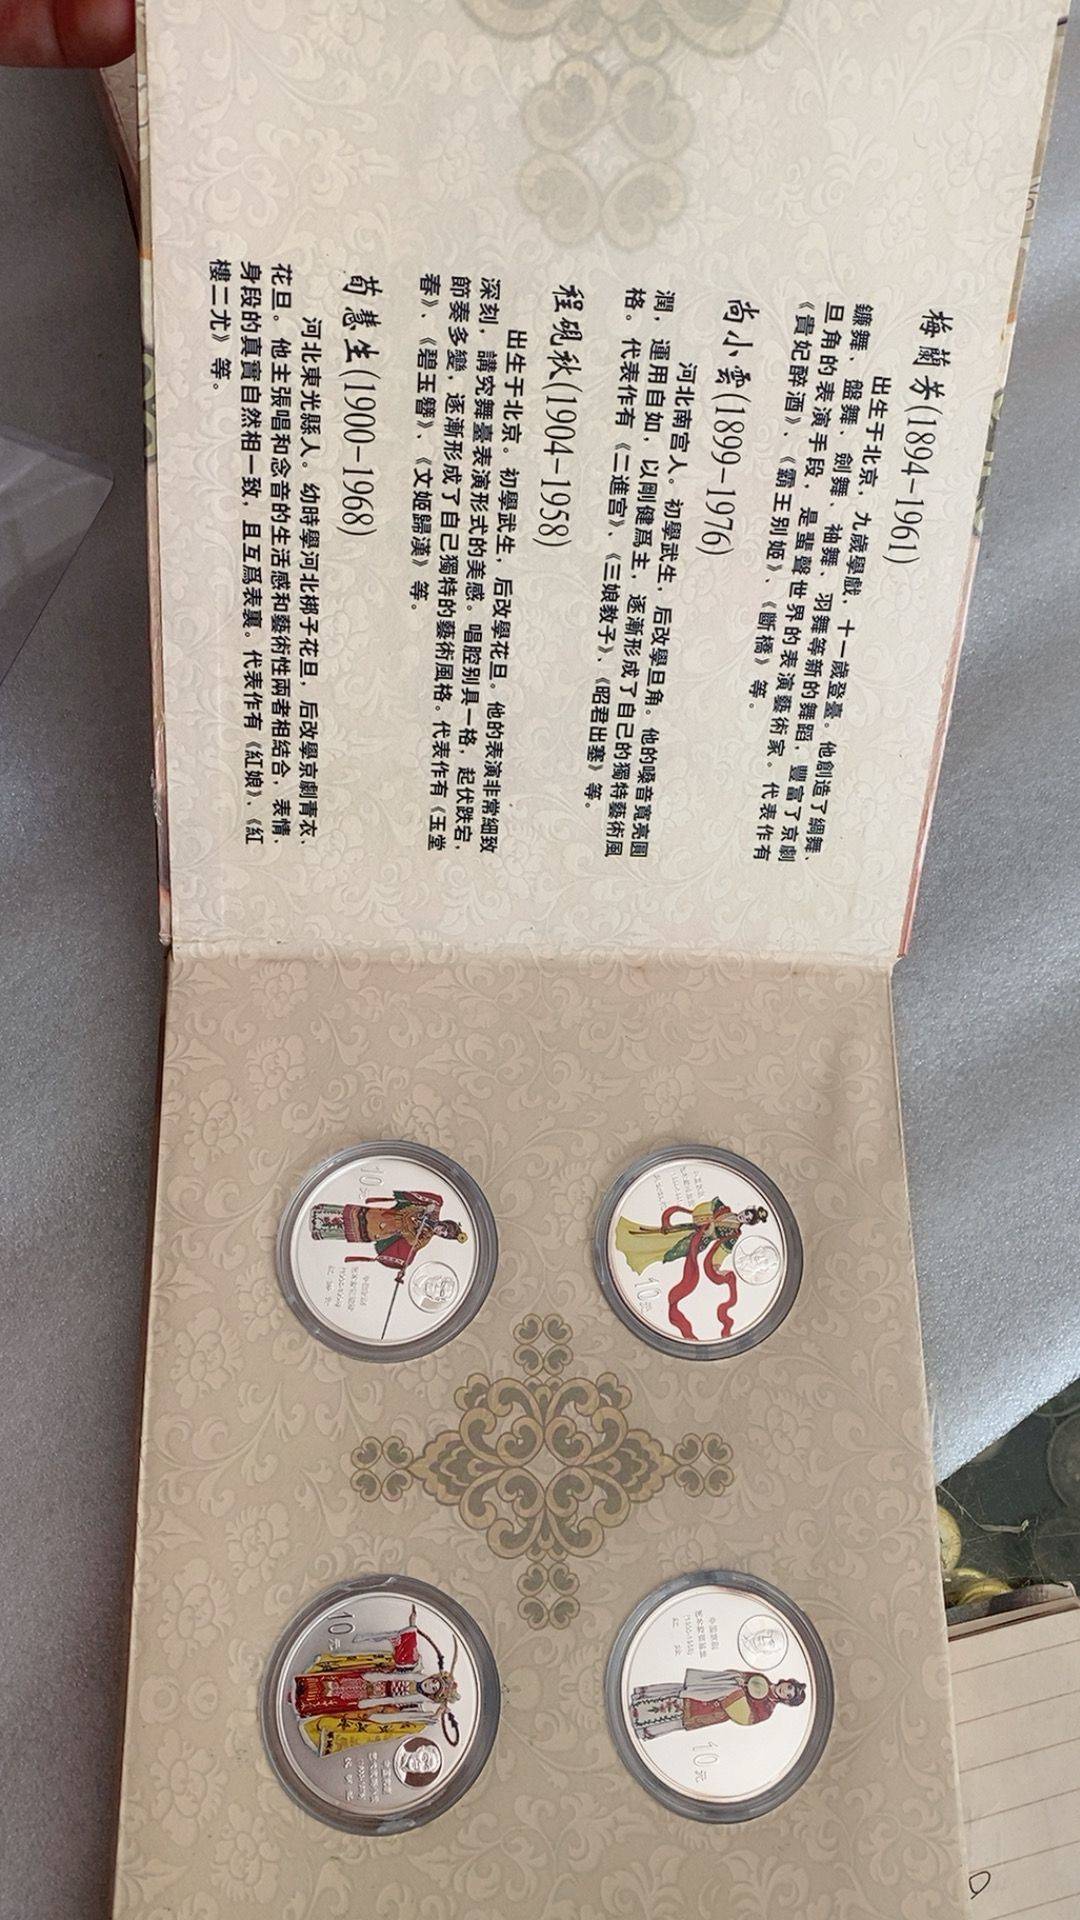 梅蘭芳(1894-1961)
出生于北京，九歲學戲，十一歲登臺。他創造了綢舞、
鐮舞、盤舞、劍舞、袖舞、羽舞等新的舞蹈，豐富了京劇
旦角的表演手段，是蜚聲世界的表演藝術家。代表作有
《貴妃醉酒》、《霸王别姬》、《斷橋》等。
尚小雲(1899-1976)
河北南宫人。初學武生，后改學旦角。他的嗓音寬亮圓
潤，運用自如，以剛健爲主，逐漸形成了自己的獨特藝術風
格。代表作有《二進宫》、《三娘教子》、《昭君出塞》等。
程硯秋(1904-1958)
出生于北京。初學武生，后改學花旦。他的表演非常細致
深刻，講究舞臺表演形式的美感。唱腔别具一格，起伏跌宕，
節奏多變，逐漸形成了自己獨特的藝術風格。代表作有《玉堂
春》、《碧玉簪》、《文姬歸漢》等。
荀慧生(1900-1968)
河北東光縣人。幼時學河北梆子花旦，后改學京劇青衣、
花旦。他主張唱和念音的生活感和藝術性兩者相結合，表情、
身段的真實自然相一致，且互爲表裏。代表作有《紅娘》、《紅
樓二尤》等。
10元
10元
10元
10元